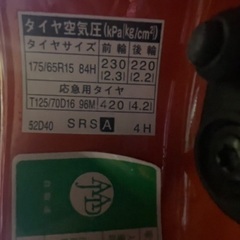 タイヤ空気圧(kPa{kg/cm²})
タイヤサイズ 前輪 後輪
175/65R15 84H 230 (2.3) 220 (2.2)
応急用タイヤ
T125/70D16 96M 420 (4.2)
52D40 SRS A 4H